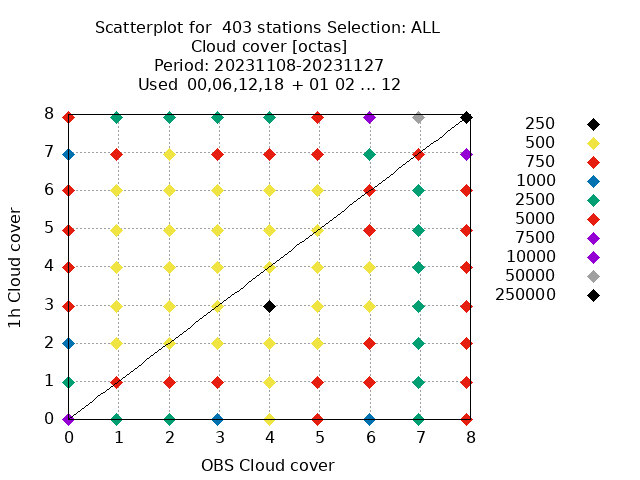 Scatterplot for  403 stations Selection: ALL
Cloud cover [octas]
Period: 20231108-20231127
Used  00,06,12,18  + 01 02 ... 12
250
500
750
1000
2500
5000
7500
10000
50000
250000
1h Cloud cover
8
7
6
5
4
3
2
1
0
0 1 2 3 4 5 6 7 8
OBS Cloud cover